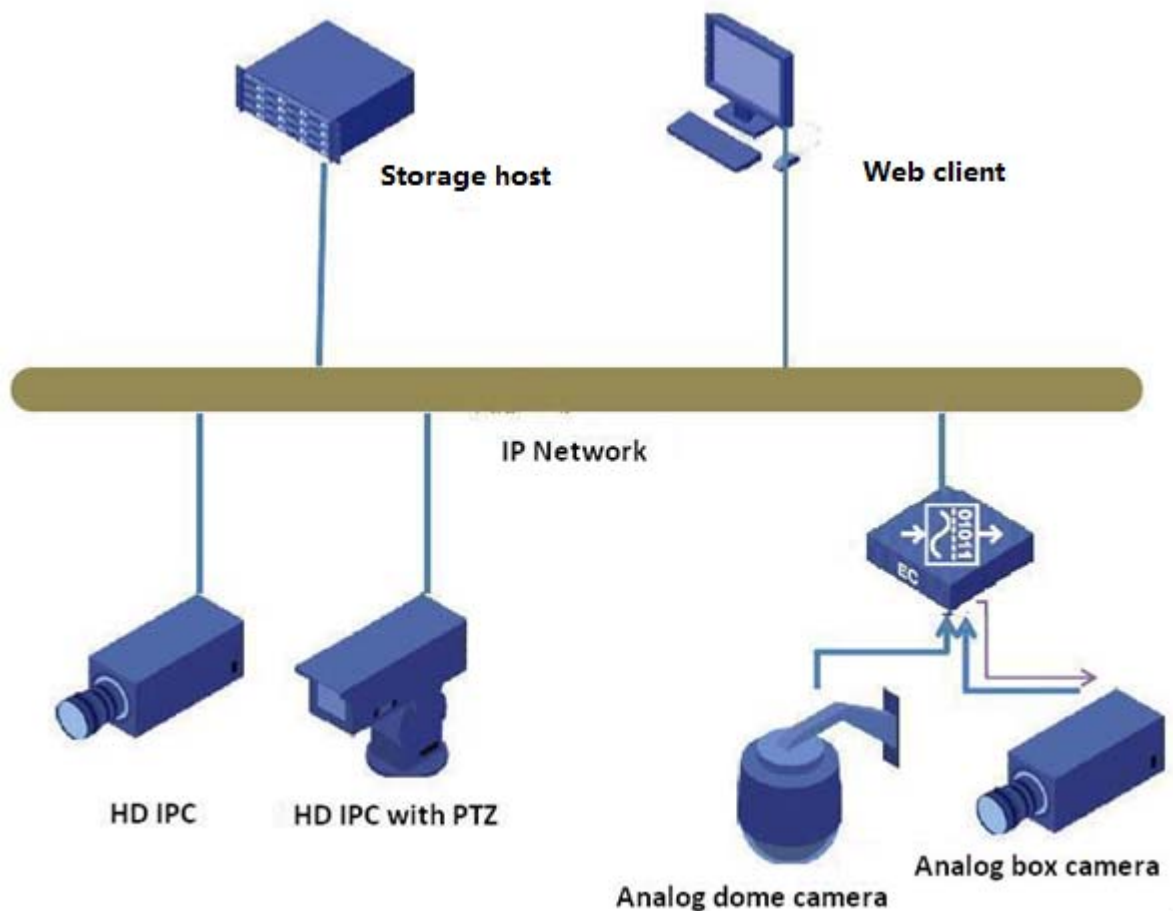 Storage host
Web client
IP Network
01011
EC
HD IPC
HD IPC with PTZ
Analog dome camera
Analog box camera